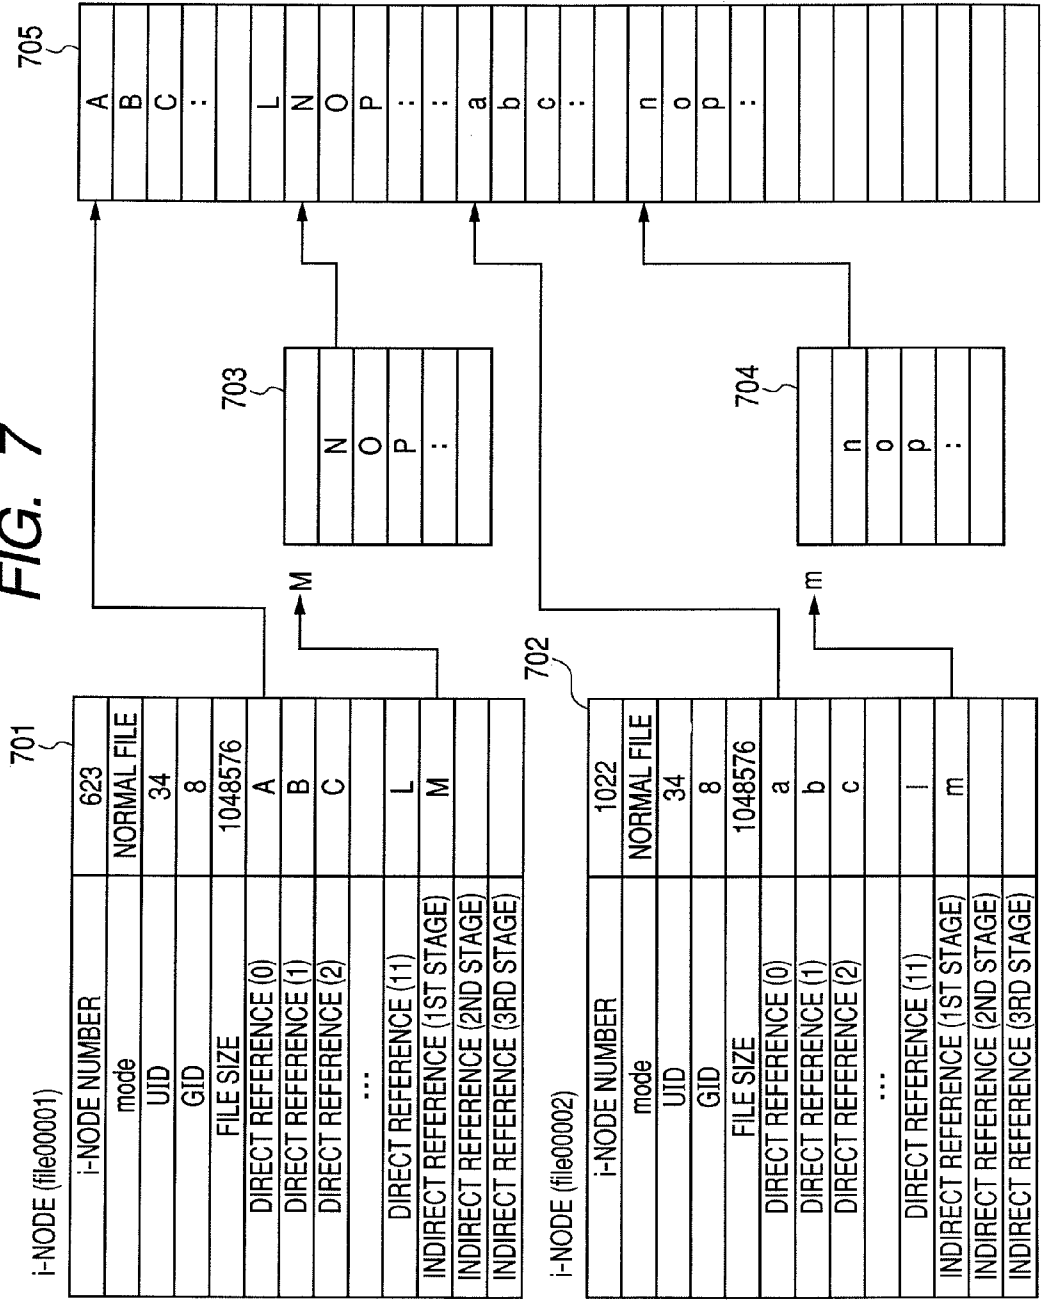 FIG. 7
i-NODE (file00001)
701
i-NODE NUMBER 623
mode NORMAL FILE
UID 34
GID 8
FILE SIZE 1048576
DIRECT REFERENCE (0) A
DIRECT REFERENCE (1) B
DIRECT REFERENCE (2) C
...
DIRECT REFERENCE (11) L
INDIRECT REFERENCE (1ST STAGE) M
INDIRECT REFERENCE (2ND STAGE)
INDIRECT REFERENCE (3RD STAGE)
i-NODE (file00002)
702
i-NODE NUMBER 1022
mode NORMAL FILE
UID 34
GID 8
FILE SIZE 1048576
DIRECT REFERENCE (0) a
DIRECT REFERENCE (1) b
DIRECT REFERENCE (2) c
...
DIRECT REFERENCE (11) l
INDIRECT REFERENCE (1ST STAGE) m
INDIRECT REFERENCE (2ND STAGE)
INDIRECT REFERENCE (3RD STAGE)
M
703
N
O
P
:
m
704
n
o
p
:
705
A
B
C
:
L
N
O
P
:
:
a
b
c
:
n
o
p
: